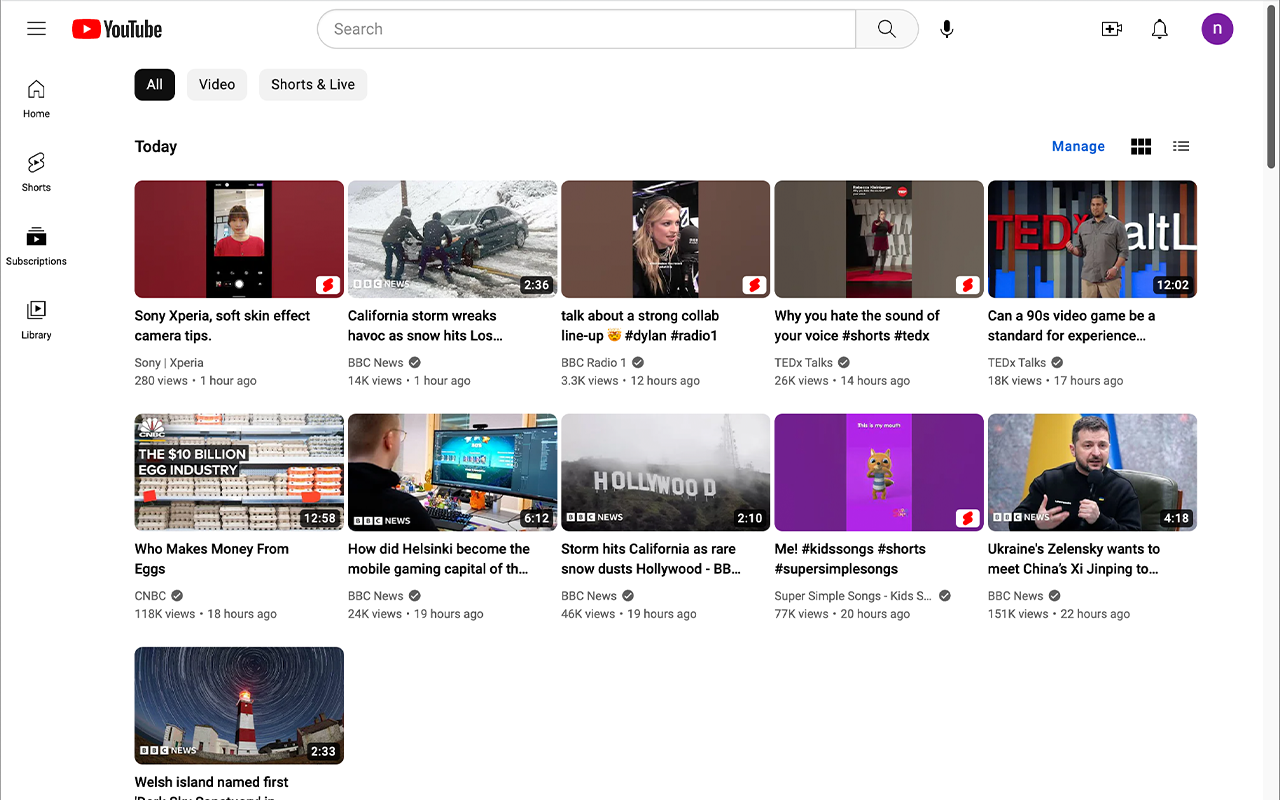 YouTube
Search
n
All
Video
Shorts & Live
Home
Shorts
Subscriptions
Library
Today
Manage
BBC NEWS
2:36
Rebecca Kleinberger
TEDx altL
12:02
Sony Xperia, soft skin effect
camera tips.
Sony | Xperia
280 views • 1 hour ago
California storm wreaks
havoc as snow hits Los...
BBC News
14K views • 1 hour ago
talk about a strong collab
line-up 🤯 #dylan #radio1
BBC Radio 1
3.3K views • 12 hours ago
Why you hate the sound of
your voice #shorts #tedx
TEDx Talks
26K views • 14 hours ago
Can a 90s video game be a
standard for experience...
TEDx Talks
18K views • 17 hours ago
CNBC
THE $10 BILLION
EGG INDUSTRY
12:58
BBC NEWS
6:12
HOLLYWOOD
BBC NEWS
2:10
This is my mouth
BBC NEWS
4:18
Who Makes Money From
Eggs
CNBC
118K views • 18 hours ago
How did Helsinki become the
mobile gaming capital of th...
BBC News
24K views • 19 hours ago
Storm hits California as rare
snow dusts Hollywood - BB...
BBC News
46K views • 19 hours ago
Me! #kidssongs #shorts
#supersimplesongs
Super Simple Songs - Kids S...
77K views • 20 hours ago
Ukraine's Zelensky wants to
meet China's Xi Jinping to...
BBC News
151K views • 22 hours ago
BBC NEWS
2:33
Welsh island named first
'Dark Sky Sanctuary' in